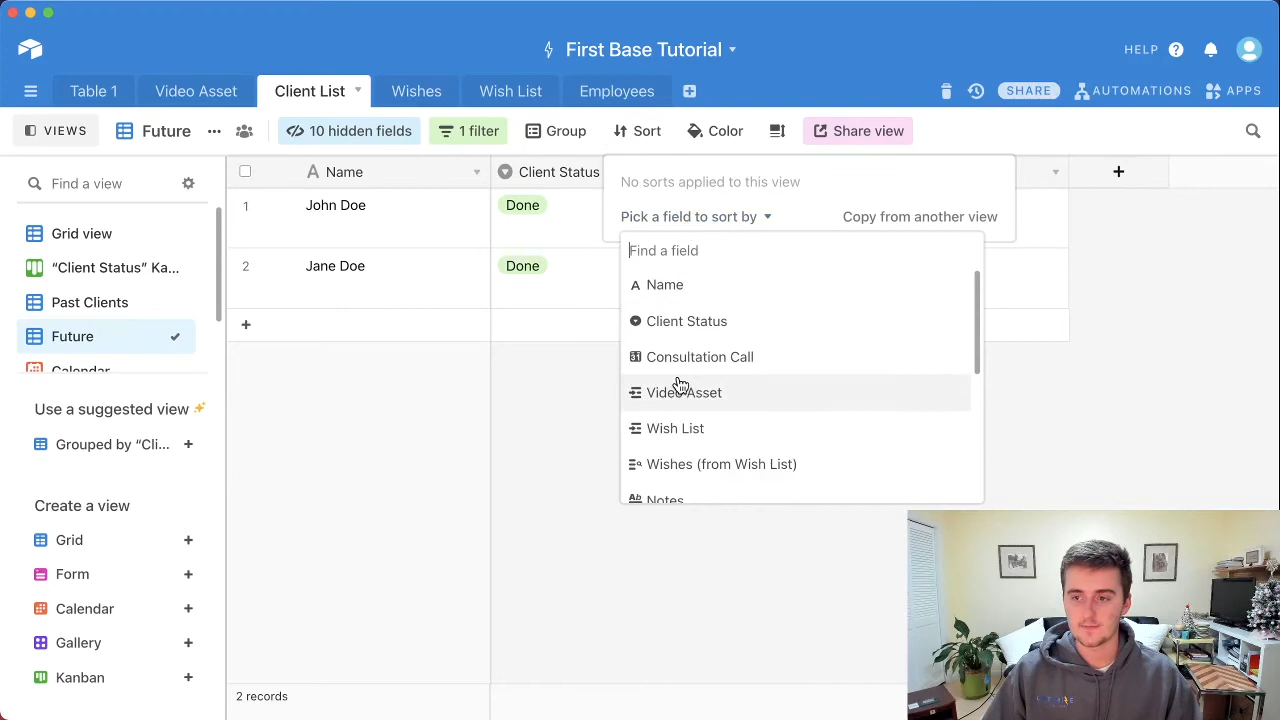 First Base Tutorial
HELP
Table 1
Video Asset
Client List
Wishes
Wish List
Employees
SHARE
AUTOMATIONS
APPS
VIEWS
Future
10 hidden fields
1 filter
Group
Sort
Color
Share view
Find a view
Grid view
“Client Status” Ka...
Past Clients
Future
Calendar
Use a suggested view
Grouped by “Cli...
Create a view
Grid
Form
Calendar
Gallery
Kanban
Name
Client Status
1
John Doe
Done
2
Jane Doe
Done
No sorts applied to this view
Pick a field to sort by
Copy from another view
Find a field
Name
Client Status
Consultation Call
Video Asset
Wish List
Wishes (from Wish List)
Notes
2 records